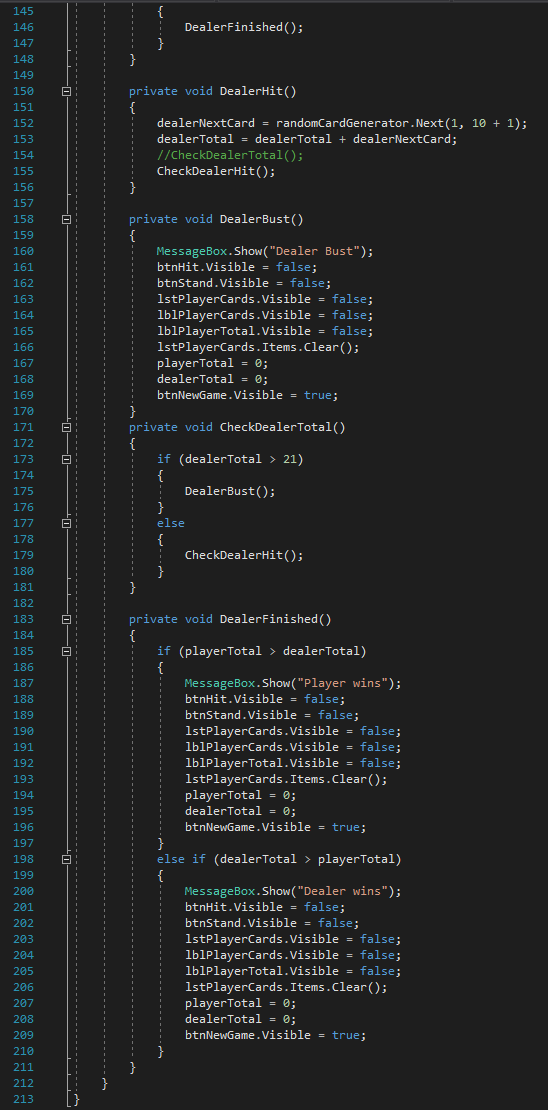 145 {
146 DealerFinished();
147 }
148 }
149
150 private void DealerHit()
151 {
152 dealerNextCard = randomCardGenerator.Next(1, 10 + 1);
153 dealerTotal = dealerTotal + dealerNextCard;
154 //CheckDealerTotal();
155 CheckDealerHit();
156 }
157
158 private void DealerBust()
159 {
160 MessageBox.Show("Dealer Bust");
161 btnHit.Visible = false;
162 btnStand.Visible = false;
163 lstPlayerCards.Visible = false;
164 lblPlayerCards.Visible = false;
165 lblPlayerTotal.Visible = false;
166 lstPlayerCards.Items.Clear();
167 playerTotal = 0;
168 dealerTotal = 0;
169 btnNewGame.Visible = true;
170 }
171 private void CheckDealerTotal()
172 {
173 if (dealerTotal > 21)
174 {
175 DealerBust();
176 }
177 else
178 {
179 CheckDealerHit();
180 }
181 }
182
183 private void DealerFinished()
184 {
185 if (playerTotal > dealerTotal)
186 {
187 MessageBox.Show("Player wins");
188 btnHit.Visible = false;
189 btnStand.Visible = false;
190 lstPlayerCards.Visible = false;
191 lblPlayerCards.Visible = false;
192 lblPlayerTotal.Visible = false;
193 lstPlayerCards.Items.Clear();
194 playerTotal = 0;
195 dealerTotal = 0;
196 btnNewGame.Visible = true;
197 }
198 else if (dealerTotal > playerTotal)
199 {
200 MessageBox.Show("Dealer wins");
201 btnHit.Visible = false;
202 btnStand.Visible = false;
203 lstPlayerCards.Visible = false;
204 lblPlayerCards.Visible = false;
205 lblPlayerTotal.Visible = false;
206 lstPlayerCards.Items.Clear();
207 playerTotal = 0;
208 dealerTotal = 0;
209 btnNewGame.Visible = true;
210 }
211 }
212 }
213 }